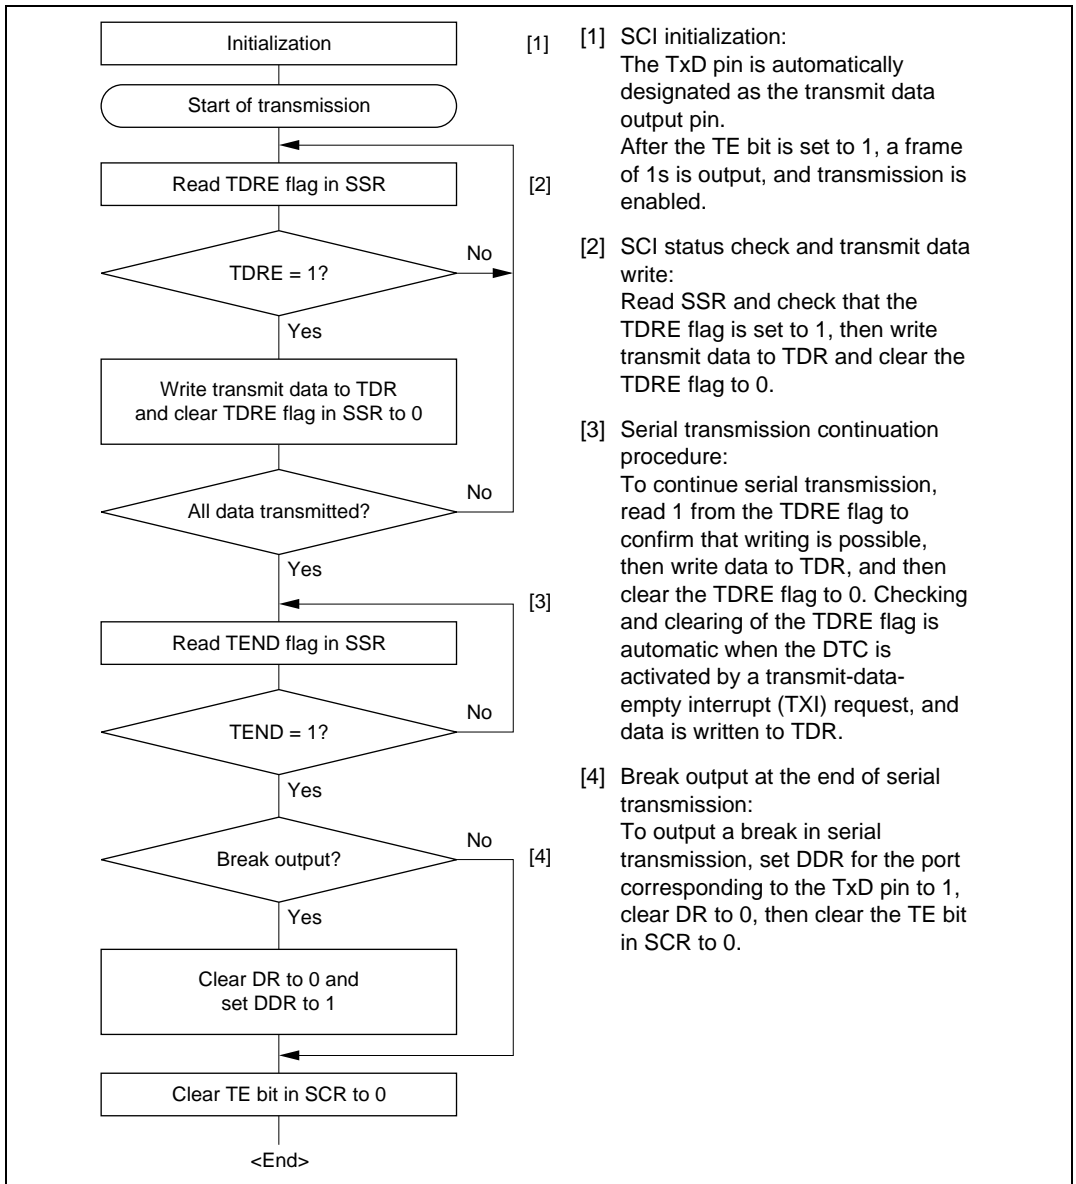 Initialization
[1]
Start of transmission
Read TDRE flag in SSR
[2]
TDRE = 1?
No
Yes
Write transmit data to TDR
and clear TDRE flag in SSR to 0
All data transmitted?
No
Yes
[3]
Read TEND flag in SSR
TEND = 1?
No
Yes
Break output?
No
[4]
Yes
Clear DR to 0 and
set DDR to 1
Clear TE bit in SCR to 0
<End>
[1] SCI initialization:
The TxD pin is automatically
designated as the transmit data
output pin.
After the TE bit is set to 1, a frame
of 1s is output, and transmission is
enabled.
[2] SCI status check and transmit data
write:
Read SSR and check that the
TDRE flag is set to 1, then write
transmit data to TDR and clear the
TDRE flag to 0.
[3] Serial transmission continuation
procedure:
To continue serial transmission,
read 1 from the TDRE flag to
confirm that writing is possible,
then write data to TDR, and then
clear the TDRE flag to 0. Checking
and clearing of the TDRE flag is
automatic when the DTC is
activated by a transmit-data-
empty interrupt (TXI) request, and
data is written to TDR.
[4] Break output at the end of serial
transmission:
To output a break in serial
transmission, set DDR for the port
corresponding to the TxD pin to 1,
clear DR to 0, then clear the TE bit
in SCR to 0.